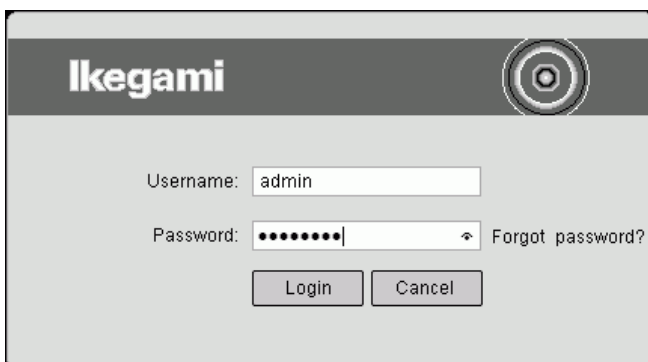 Ikegami
Username: admin
Password: ●●●●●●●● Forgot password?
Login Cancel